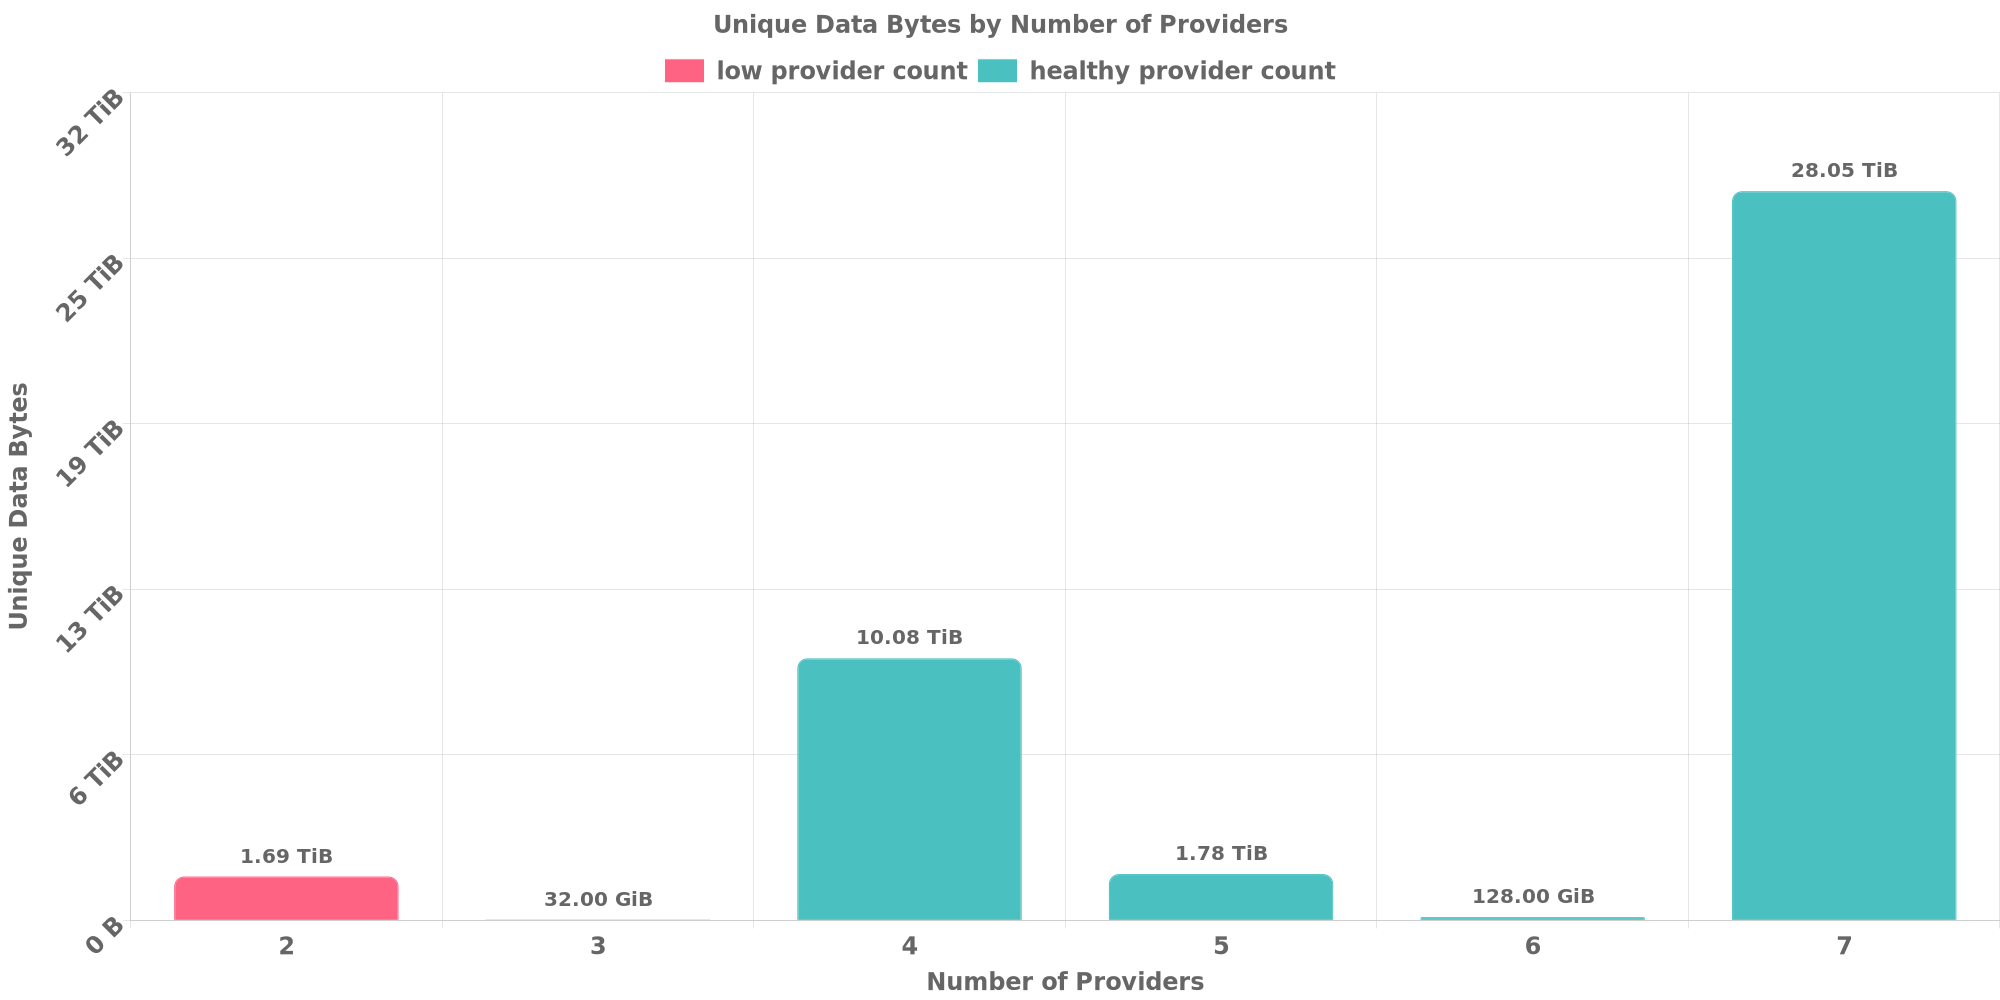 Unique Data Bytes by Number of Providers
low provider count
healthy provider count
32 TiB
25 TiB
19 TiB
13 TiB
6 TiB
0 B
Unique Data Bytes
1.69 TiB
32.00 GiB
10.08 TiB
1.78 TiB
128.00 GiB
28.05 TiB
2
3
4
5
6
7
Number of Providers